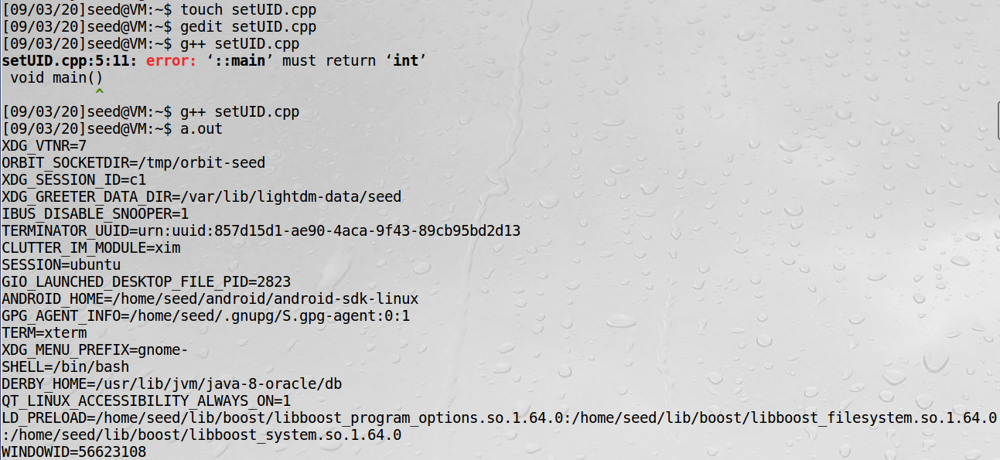 [09/03/20]seed@VM:~$ touch setUID.cpp
[09/03/20]seed@VM:~$ gedit setUID.cpp
[09/03/20]seed@VM:~$ g++ setUID.cpp
setUID.cpp:5:11: error: ‘::main’ must return ‘int’
 void main()
           ^
[09/03/20]seed@VM:~$ g++ setUID.cpp
[09/03/20]seed@VM:~$ a.out
XDG_VTNR=7
ORBIT_SOCKETDIR=/tmp/orbit-seed
XDG_SESSION_ID=c1
XDG_GREETER_DATA_DIR=/var/lib/lightdm-data/seed
IBUS_DISABLE_SNOOPER=1
TERMINATOR_UUID=urn:uuid:857d15d1-ae90-4aca-9f43-89cb95bd2d13
CLUTTER_IM_MODULE=xim
SESSION=ubuntu
GIO_LAUNCHED_DESKTOP_FILE_PID=2823
ANDROID_HOME=/home/seed/android/android-sdk-linux
GPG_AGENT_INFO=/home/seed/.gnupg/S.gpg-agent:0:1
TERM=xterm
XDG_MENU_PREFIX=gnome-
SHELL=/bin/bash
DERBY_HOME=/usr/lib/jvm/java-8-oracle/db
QT_LINUX_ACCESSIBILITY_ALWAYS_ON=1
LD_PRELOAD=/home/seed/lib/boost/libboost_program_options.so.1.64.0:/home/seed/lib/boost/libboost_filesystem.so.1.64.0
:/home/seed/lib/boost/libboost_system.so.1.64.0
WINDOWID=56623108